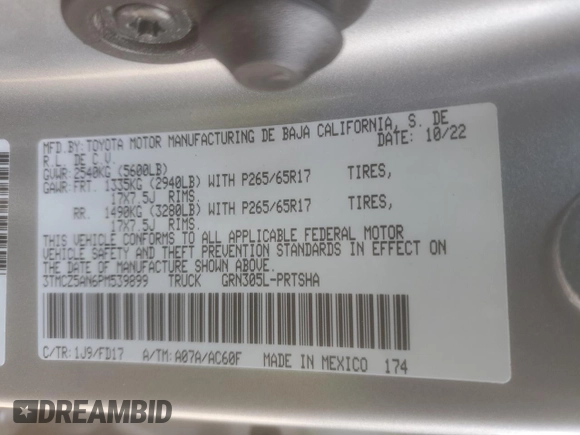 MFD.BY:TOYOTA MOTOR MANUFACTURING DE BAJA CALIFORNIA, S. DE
R.L. DE C.V. DATE: 10/22
GVWR:2540KG (5600LB)
GAWR:FRT. 1335KG (2940LB) WITH P265/65R17 TIRES,
17X7.5J RIMS.
RR. 1490KG (3280LB) WITH P265/65R17 TIRES,
17X7.5J RIMS.
THIS VEHICLE CONFORMS TO ALL APPLICABLE FEDERAL MOTOR
VEHICLE SAFETY AND THEFT PREVENTION STANDARDS IN EFFECT ON
THE DATE OF MANUFACTURE SHOWN ABOVE.
3TMCZ5AN6PM539899 TRUCK GRN305L-PRTSHA
C/TR:1J9/FD17 A/TM:A07A/AC60F MADE IN MEXICO 174
DREAMBID